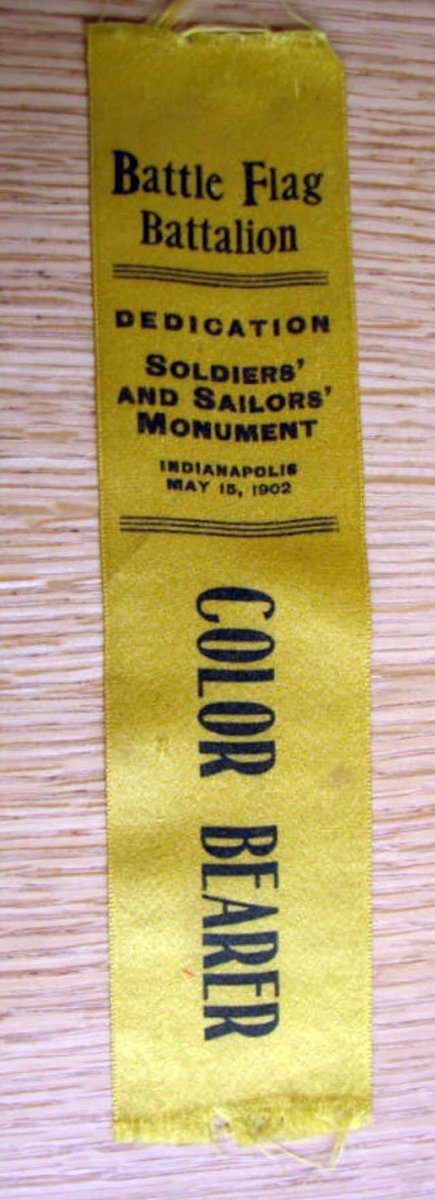 Battle Flag
Battalion
DEDICATION
SOLDIERS'
AND SAILORS'
MONUMENT
INDIANAPOLIS
MAY 15, 1902
COLOR BEARER